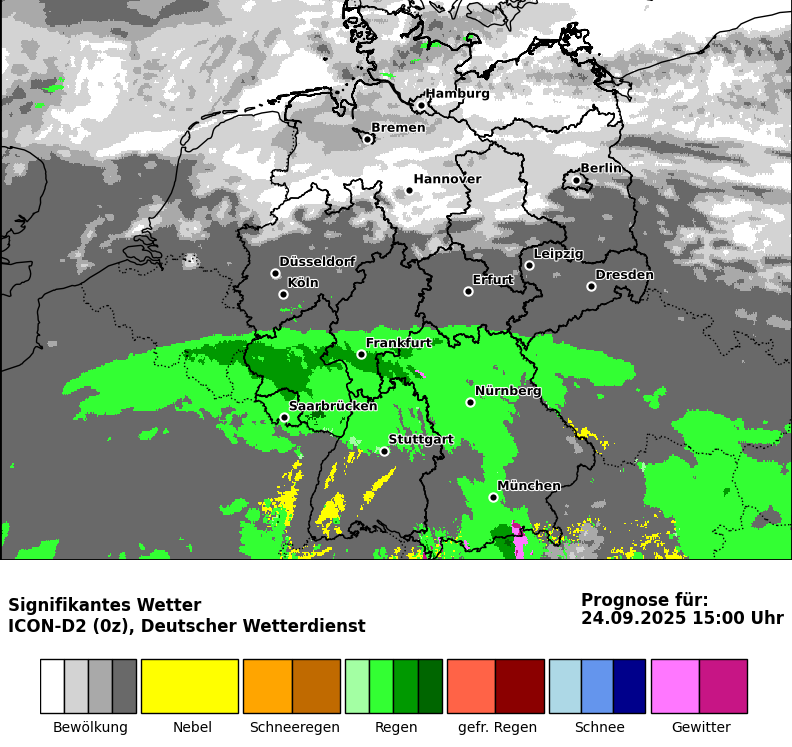 Hamburg
Bremen
Berlin
Hannover
Leipzig
Düsseldorf
Dresden
Köln
Erfurt
Frankfurt
Nürnberg
Saarbrücken
Stuttgart
München
Signifikantes Wetter
ICON-D2 (0z), Deutscher Wetterdienst
Prognose für:
24.09.2025 15:00 Uhr
Bewölkung Nebel Schneeregen Regen gefr. Regen Schnee Gewitter